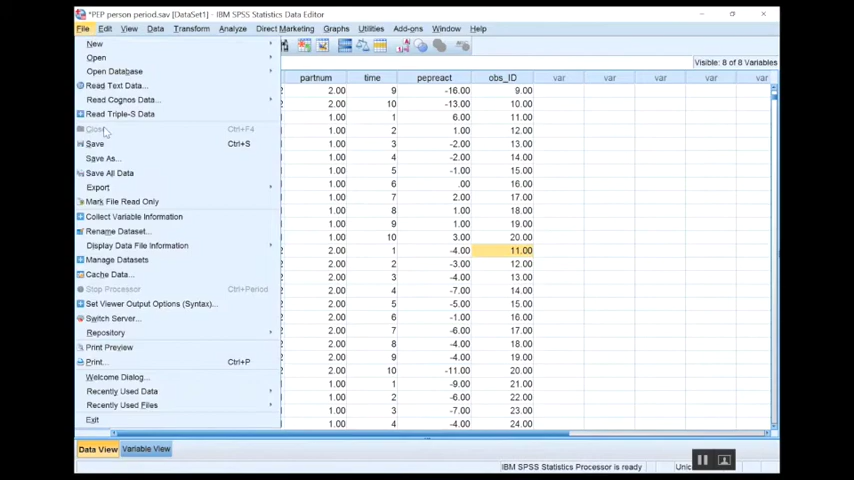 *PEP person period.sav [DataSet1] - IBM SPSS Statistics Data Editor
File Edit View Data Transform Analyze Direct Marketing Graphs Utilities Add-ons Window Help
Visible: 8 of 8 Variables
New
Open
Open Database
Read Text Data...
Read Cognos Data...
Read Triple-S Data
Close Ctrl+F4
Save Ctrl+S
Save As...
Save All Data
Export
Mark File Read Only
Collect Variable Information
Rename Dataset...
Display Data File Information
Manage Datasets
Cache Data...
Stop Processor Ctrl+Period
Set Viewer Output Options (Syntax)...
Switch Server...
Repository
Print Preview
Print... Ctrl+P
Welcome Dialog...
Recently Used Data
Recently Used Files
Exit
partnum time pepreact obs_ID var var var va
2.00 9 -16.00 9.00
2.00 10 -13.00 10.00
1.00 1 6.00 11.00
1.00 2 1.00 12.00
1.00 3 -2.00 13.00
1.00 4 -2.00 14.00
1.00 5 -1.00 15.00
1.00 6 .00 16.00
1.00 7 2.00 17.00
1.00 8 1.00 18.00
1.00 9 1.00 19.00
1.00 10 3.00 20.00
2.00 1 -4.00 11.00
2.00 2 -3.00 12.00
2.00 3 -4.00 13.00
2.00 4 -7.00 14.00
2.00 5 -5.00 15.00
2.00 6 -1.00 16.00
2.00 7 -6.00 17.00
2.00 8 -4.00 18.00
2.00 9 -4.00 19.00
2.00 10 -11.00 20.00
1.00 1 -9.00 21.00
1.00 2 -6.00 22.00
1.00 3 -7.00 23.00
1.00 4 -4.00 24.00
Data View Variable View
IBM SPSS Statistics Processor is ready Unic